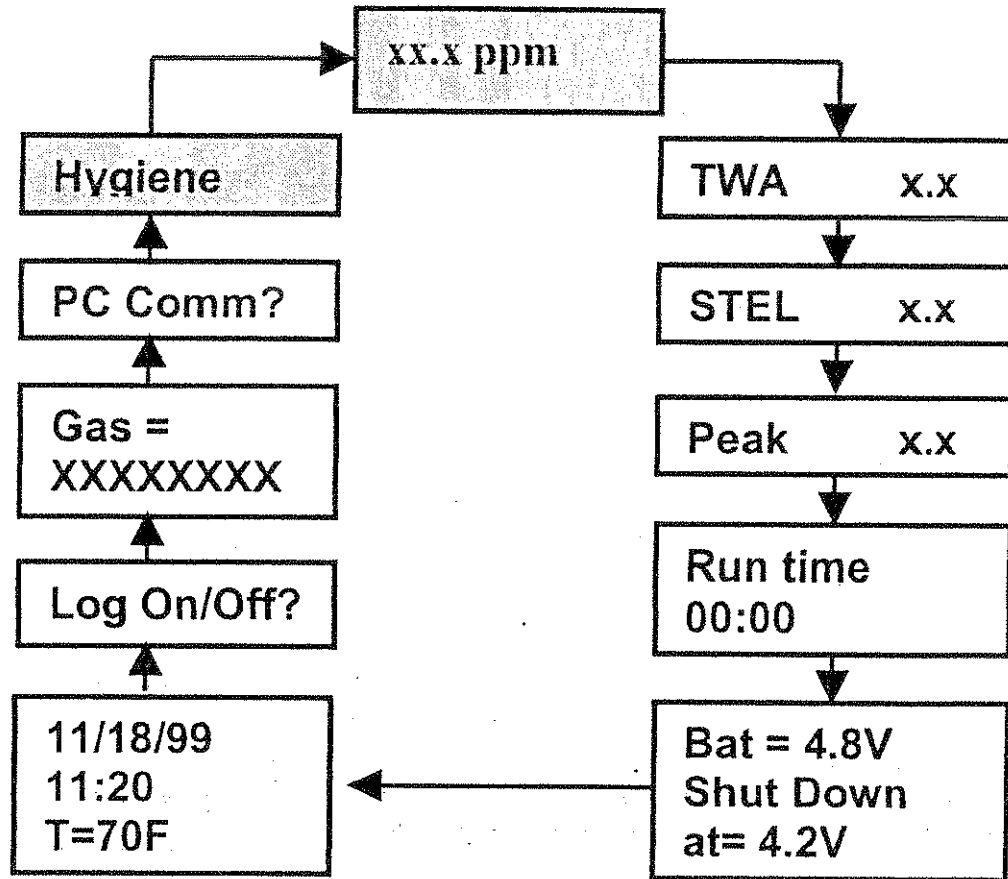 xx.x ppm
Hygiene
TWA x.x
PC Comm?
STEL x.x
Gas =
XXXXXXXX
Peak x.x
Run time
00:00
Log On/Off?
11/18/99
11:20
T=70F
Bat = 4.8V
Shut Down
at= 4.2V